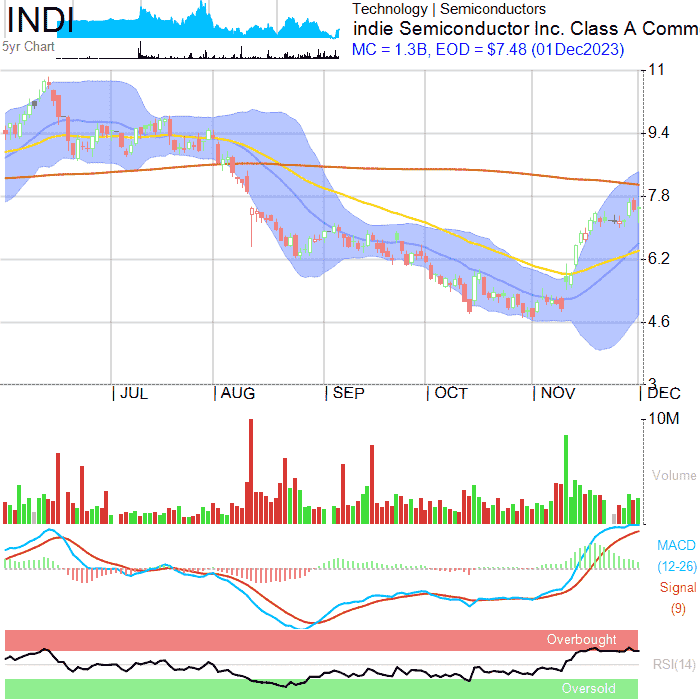 INDI
5yr Chart
Technology | Semiconductors
indie Semiconductor Inc. Class A Comm
MC = 1.3B, EOD = $7.48 (01Dec2023)
11
9.4
7.8
6.2
4.6
3
JUL
AUG
SEP
OCT
NOV
DEC
10M
Volume
MACD
(12-26)
Signal
(9)
Overbought
RSI(14)
Oversold